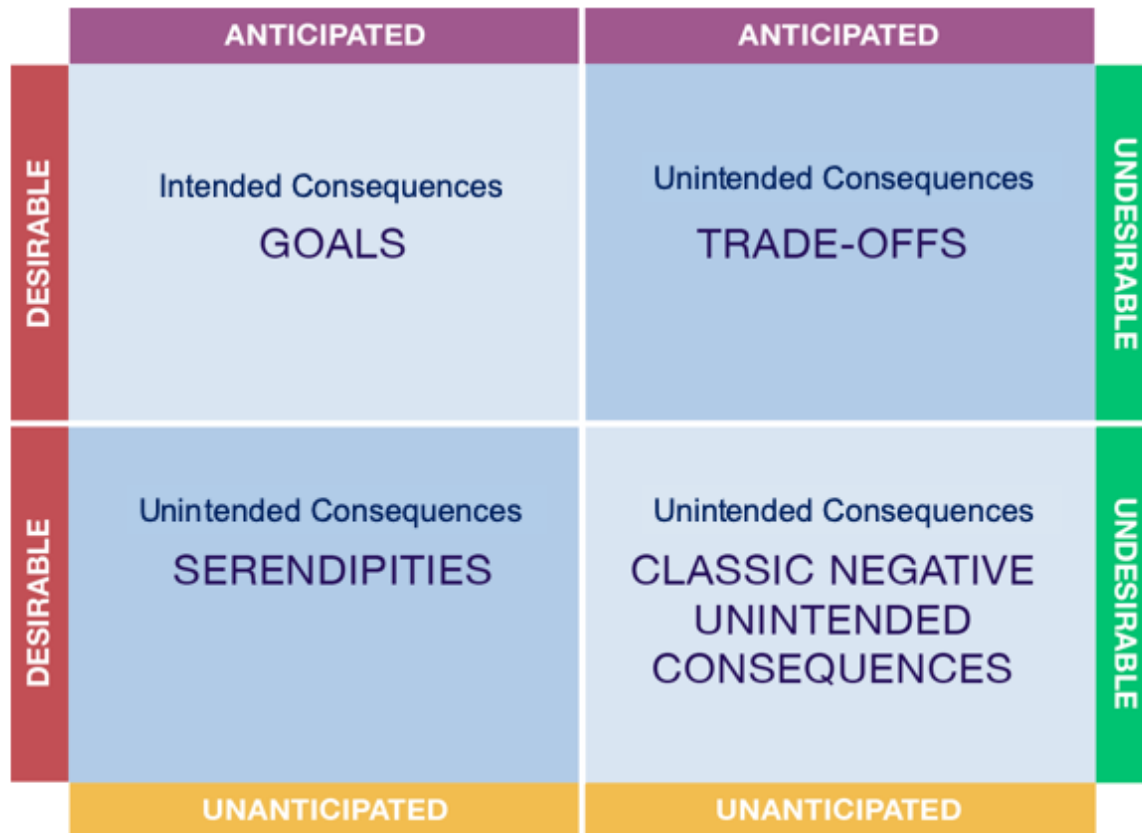 ANTICIPATED
ANTICIPATED
DESIRABLE
Intended Consequences
GOALS
Unintended Consequences
TRADE-OFFS
UNDESIRABLE
DESIRABLE
Unintended Consequences
SERENDIPITIES
Unintended Consequences
CLASSIC NEGATIVE
UNINTENDED
CONSEQUENCES
UNDESIRABLE
UNANTICIPATED
UNANTICIPATED